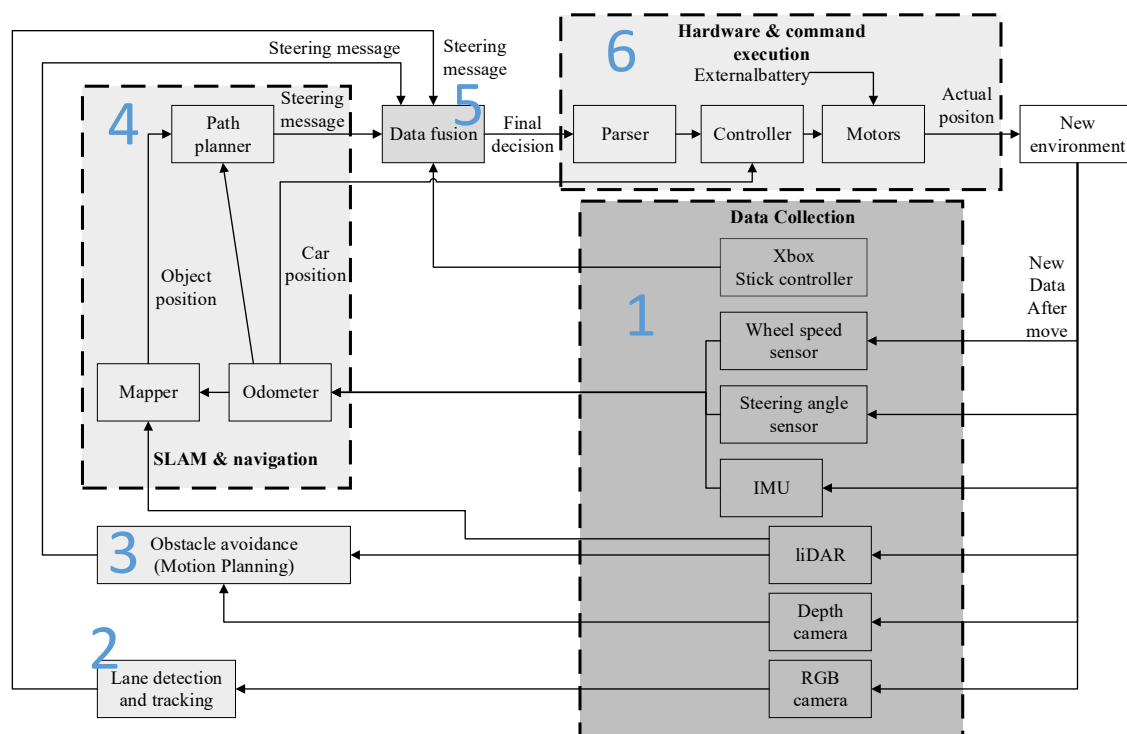 Steering message
Steering
message
Steering
message
4
Path
planner
5
Data fusion
Final
decision
6
Hardware & command
execution
Externalbattery
Parser
Controller
Motors
Actual
positon
New
environment
Object
position
Car
position
Mapper
Odometer
SLAM & navigation
Data Collection
1
Xbox
Stick controller
Wheel speed
sensor
Steering angle
sensor
IMU
liDAR
Depth
camera
RGB
camera
New
Data
After
move
3
Obstacle avoidance
(Motion Planning)
2
Lane detection
and tracking